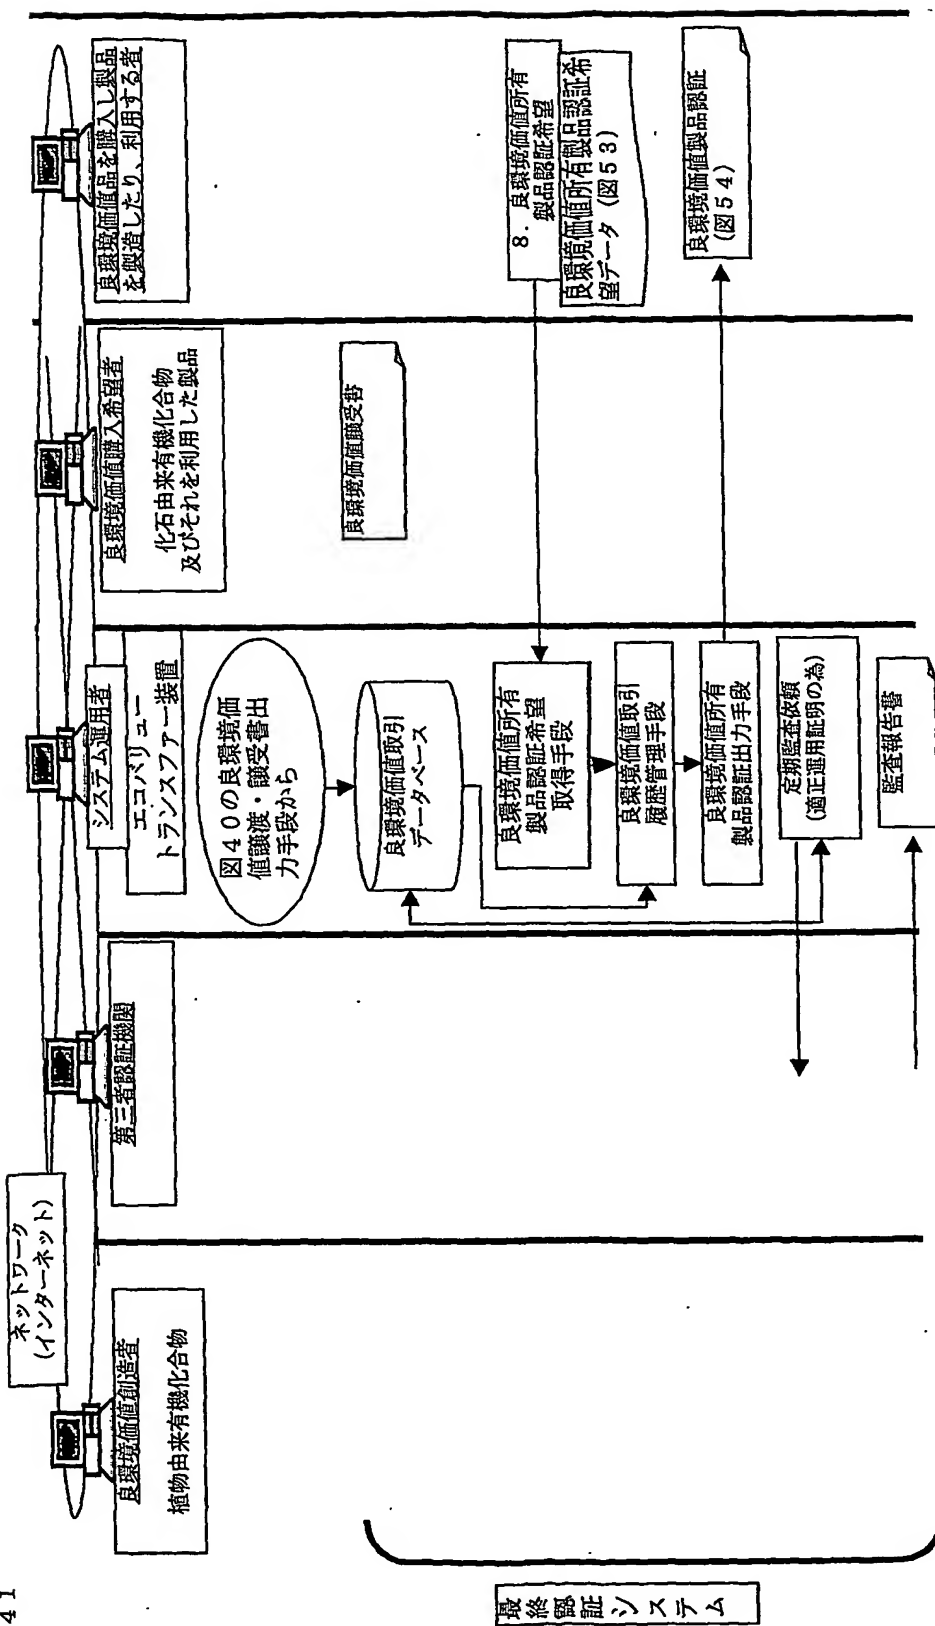 41
ネットワーク
(インターネット)
良環境価値創造者
植物由来有機化合物
第三者認証機関
システム運用者
エコバリュー
トランスファー装置
良環境価値購入希望者
化石由来有機化合物
及びそれを利用した製品
良環境価値品を購入し製品
を製造したり、利用する者
図40の良環境価
値譲渡・譲受書出
力手段から
良環境価値取引
データベース
良環境価値譲受書
8. 良環境価値所有
製品認証希望
良環境価値所有製品認証希
望データ (図53)
良環境価値所有
製品認証希望
取得手段
良環境価値取引
履歴管理手段
良環境価値所有
製品認証出力手段
良環境価値製品認証
(図54)
定期監査依頼
(適正運用証明の為)
監査報告書
最終認証システム